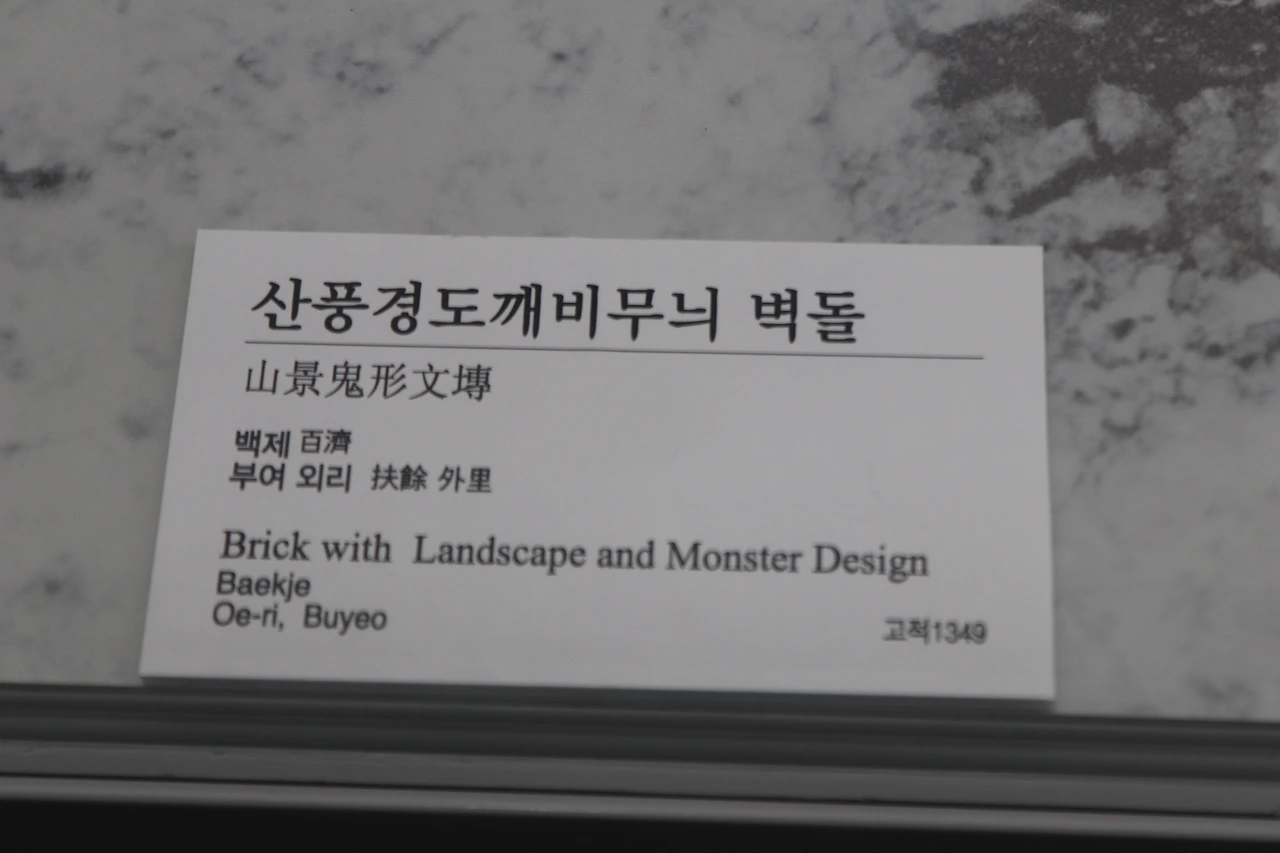 산풍경도깨비무늬 벽돌
山景鬼形文塼
백제 百濟
부여 외리 扶餘 外里
Brick with Landscape and Monster Design
Baekje
Oe-ri, Buyeo
고적1349